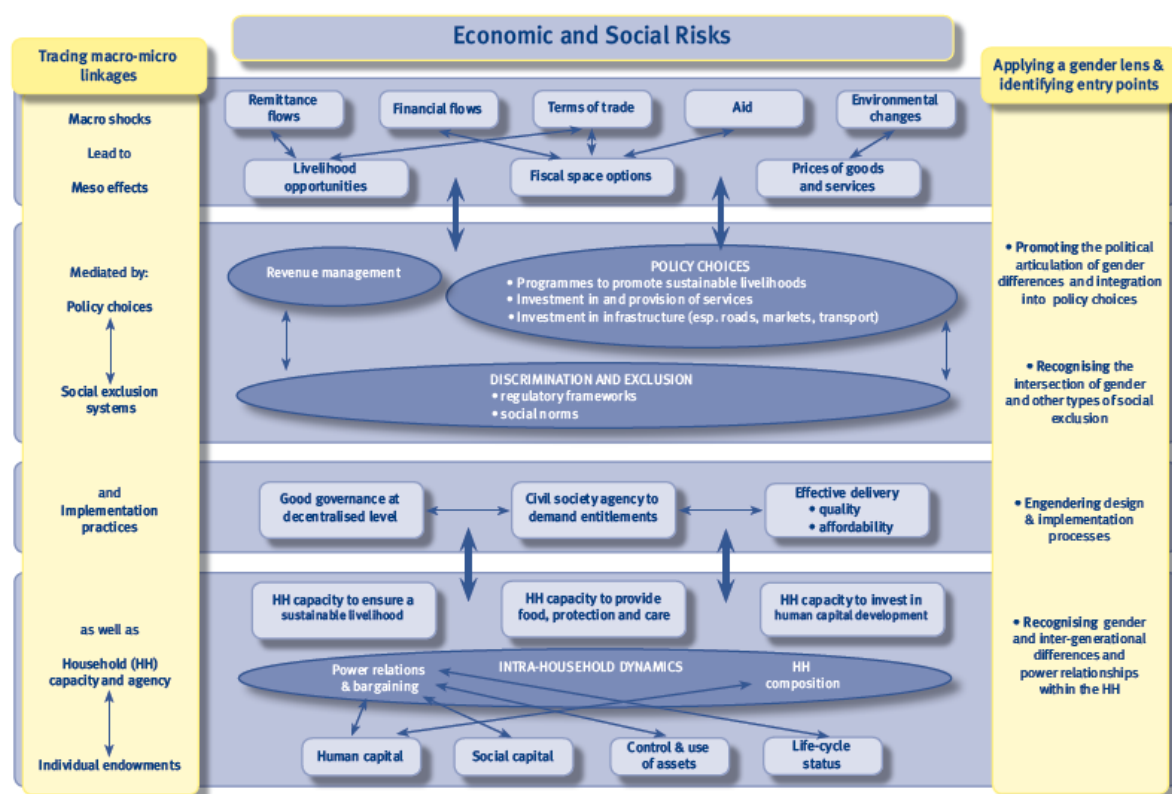 Economic and Social Risks
Tracing macro-micro
linkages
Macro shocks
Lead to
Meso effects
Mediated by:
Policy choices
Social exclusion
systems
and
Implementation
practices
as well as
Household (HH)
capacity and agency
Individual endowments
Remittance
flows
Financial flows
Terms of trade
Aid
Environmental
changes
Livelihood
opportunities
Fiscal space options
Prices of goods
and services
Revenue management
POLICY CHOICES
• Programmes to promote sustainable livelihoods
• Investment in and provision of services
• Investment in infrastructure (esp. roads, markets, transport)
DISCRIMINATION AND EXCLUSION
• regulatory frameworks
• social norms
Good governance at
decentralised level
Civil society agency to
demand entitlements
Effective delivery
• quality
• affordability
HH capacity to ensure a
sustainable livelihood
HH capacity to provide
food, protection and care
HH capacity to invest in
human capital development
INTRA-HOUSEHOLD DYNAMICS
Power relations
& bargaining
HH
composition
Human capital
Social capital
Control & use
of assets
Life-cycle
status
Applying a gender lens &
identifying entry points
• Promoting the political
articulation of gender
differences and integration
into policy choices
• Recognising the
intersection of gender
and other types of social
exclusion
• Engendering design
& implementation
processes
• Recognising gender
and inter-generational
differences and
power relationships
within the HH